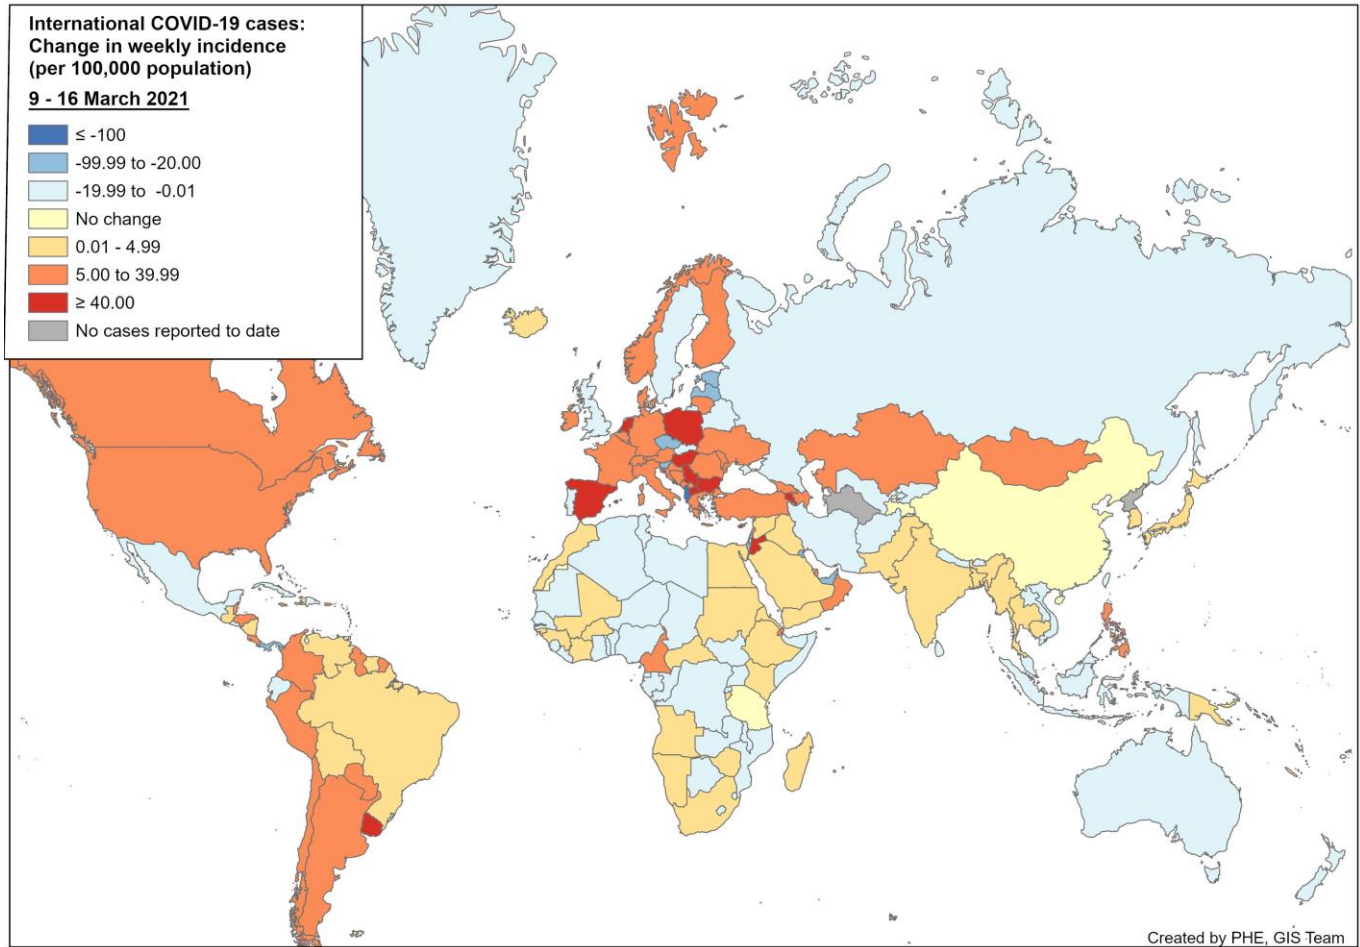 International COVID-19 cases:
Change in weekly incidence
(per 100,000 population)
9 - 16 March 2021
≤ -100
-99.99 to -20.00
-19.99 to -0.01
No change
0.01 - 4.99
5.00 to 39.99
≥ 40.00
No cases reported to date
Created by PHE, GIS Team